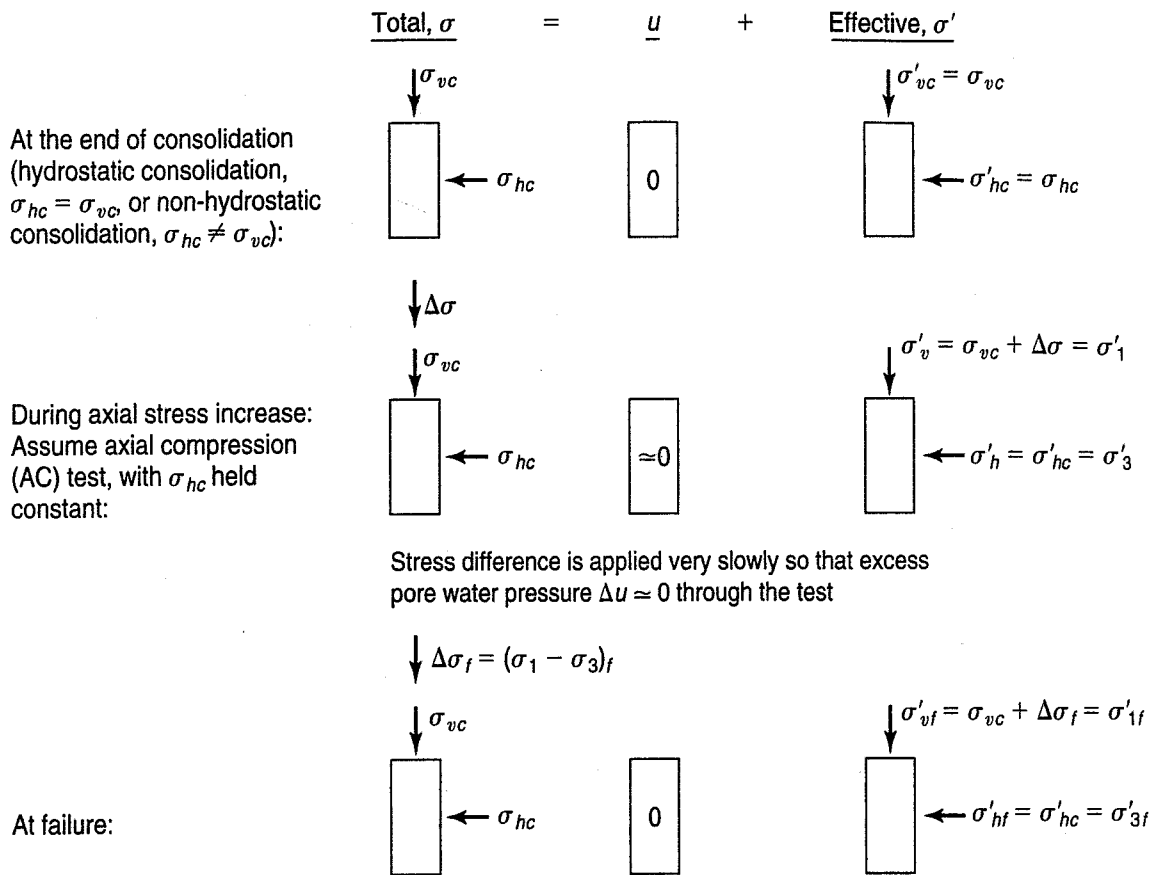 Total, σ = u + Effective, σ′
σvc
σ′vc = σvc
At the end of consolidation
(hydrostatic consolidation,
σhc = σvc, or non-hydrostatic
consolidation, σhc ≠ σvc):
σhc
0
σ′hc = σhc
Δσ
σvc
σ′v = σvc + Δσ = σ′1
During axial stress increase:
Assume axial compression
(AC) test, with σhc held
constant:
σhc
≃0
σ′h = σ′hc = σ′3
Stress difference is applied very slowly so that excess
pore water pressure Δu ≃ 0 through the test
Δσf = (σ1 − σ3)f
σvc
σ′vf = σvc + Δσf = σ′1f
At failure:
σhc
0
σ′hf = σ′hc = σ′3f